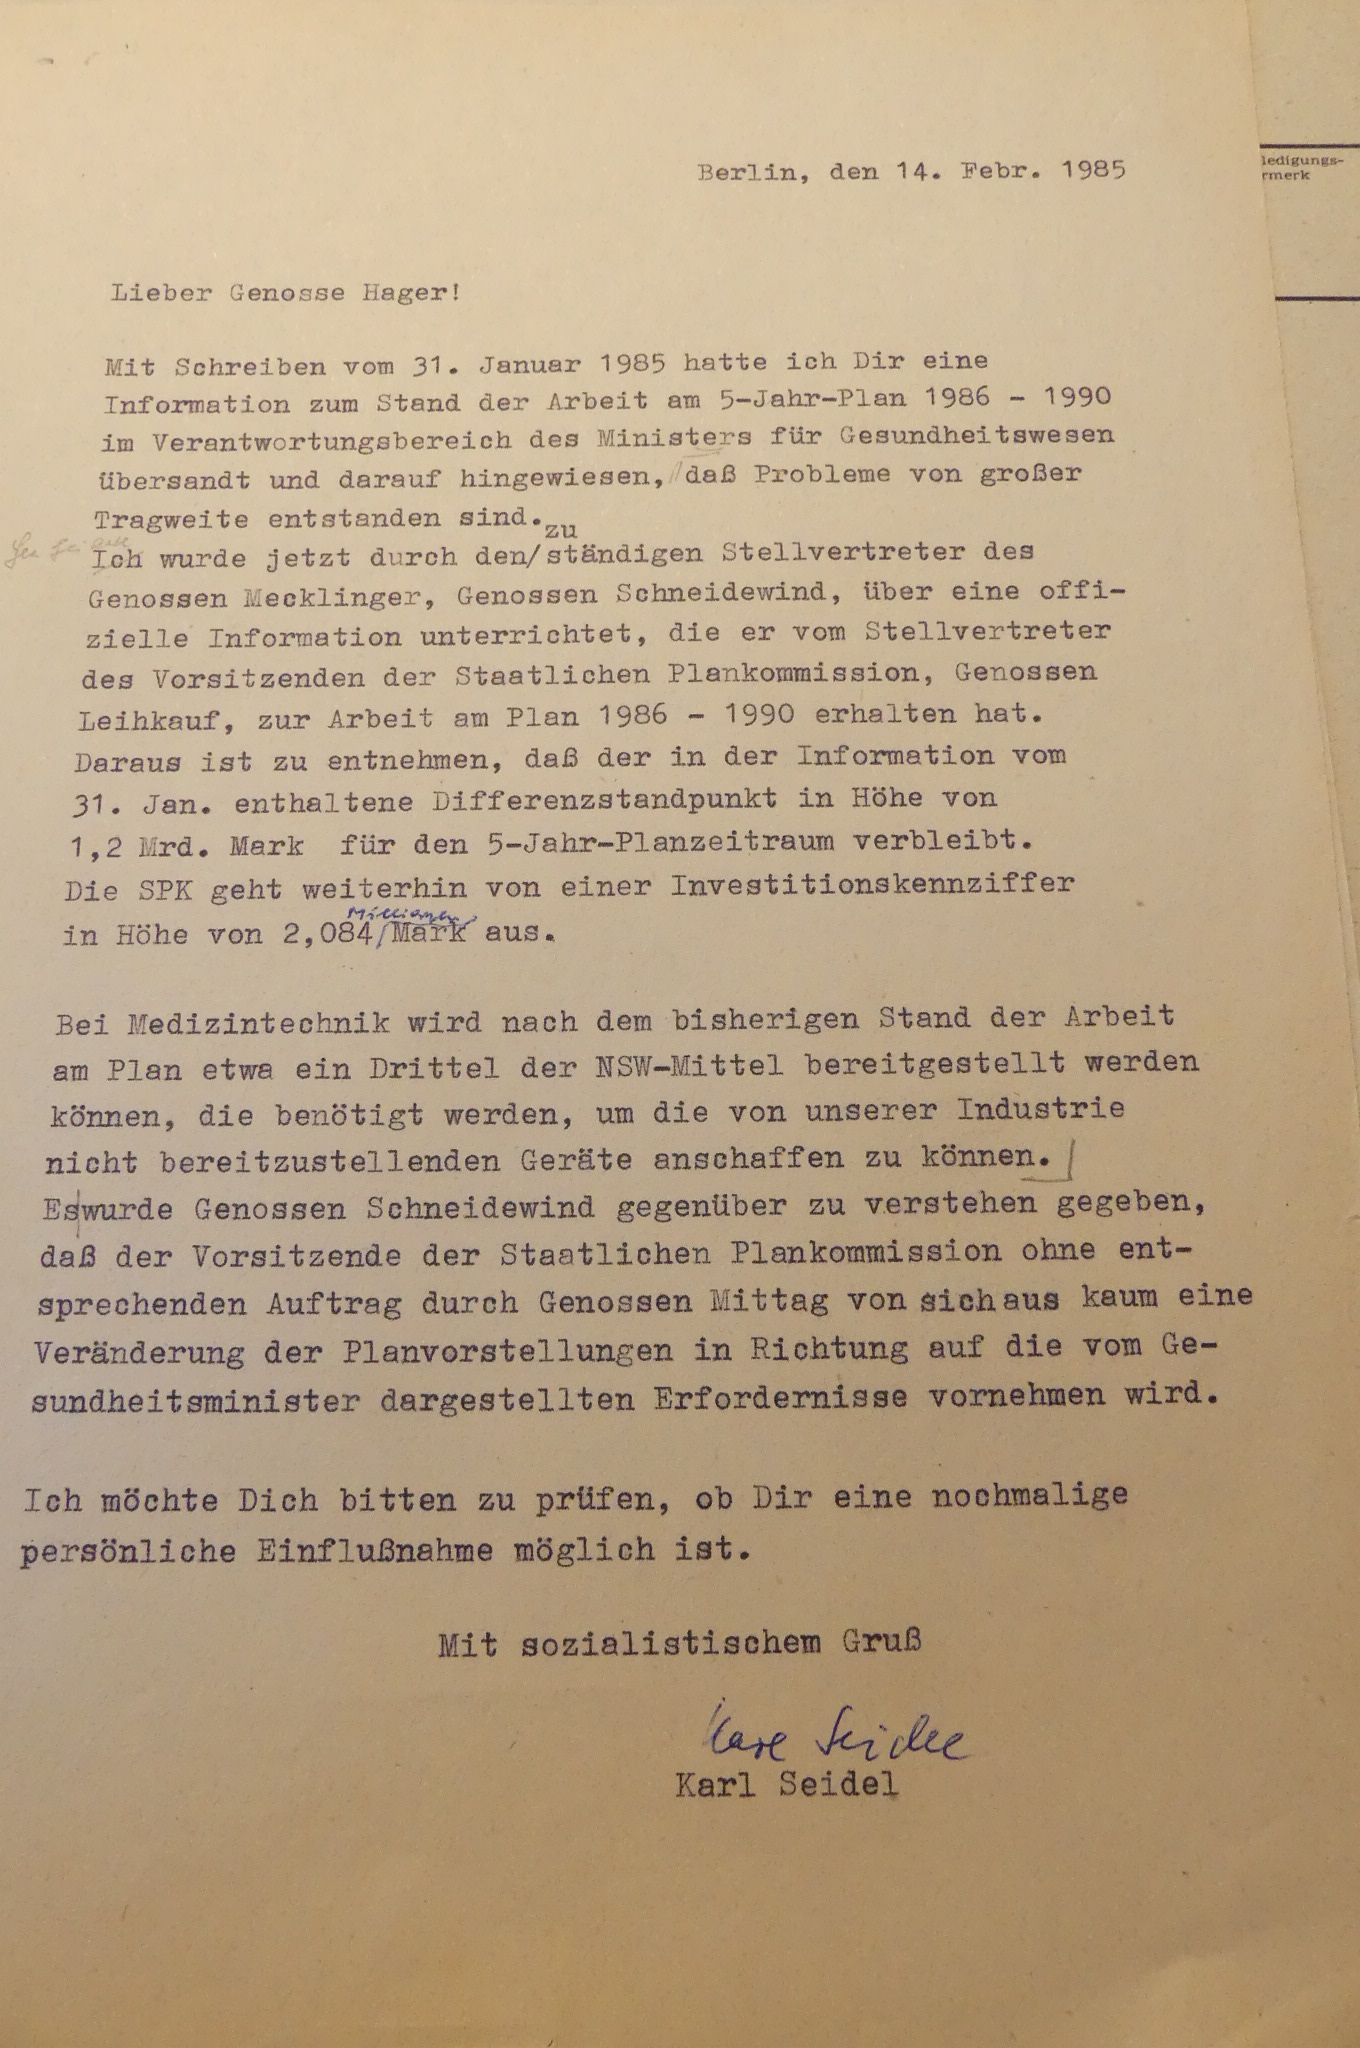 ledigungs-
rmerk
Berlin, den 14. Febr. 1985
Lieber Genosse Hager!
Mit Schreiben vom 31. Januar 1985 hatte ich Dir eine
Information zum Stand der Arbeit am 5-Jahr-Plan 1986 - 1990
im Verantwortungsbereich des Ministers für Gesundheitswesen
übersandt und darauf hingewiesen, daß Probleme von großer
Tragweite entstanden sind.
zu
Ich wurde jetzt durch den/ständigen Stellvertreter des
Genossen Mecklinger, Genossen Schneidewind, über eine offi-
zielle Information unterrichtet, die er vom Stellvertreter
des Vorsitzenden der Staatlichen Plankommission, Genossen
Leihkauf, zur Arbeit am Plan 1986 - 1990 erhalten hat.
Daraus ist zu entnehmen, daß der in der Information vom
31. Jan. enthaltene Differenzstandpunkt in Höhe von
1,2 Mrd. Mark für den 5-Jahr-Planzeitraum verbleibt.
Die SPK geht weiterhin von einer Investitionskennziffer
Millionen
in Höhe von 2,084/Mark aus.
Bei Medizintechnik wird nach dem bisherigen Stand der Arbeit
am Plan etwa ein Drittel der NSW-Mittel bereitgestellt werden
können, die benötigt werden, um die von unserer Industrie
nicht bereitzustellenden Geräte anschaffen zu können.
Es|wurde Genossen Schneidewind gegenüber zu verstehen gegeben,
daß der Vorsitzende der Staatlichen Plankommission ohne ent-
sprechenden Auftrag durch Genossen Mittag von sich aus kaum eine
Veränderung der Planvorstellungen in Richtung auf die vom Ge-
sundheitsminister dargestellten Erfordernisse vornehmen wird.
Ich möchte Dich bitten zu prüfen, ob Dir eine nochmalige
persönliche Einflußnahme möglich ist.
Mit sozialistischem Gruß
Karl Seidel
Karl Seidel